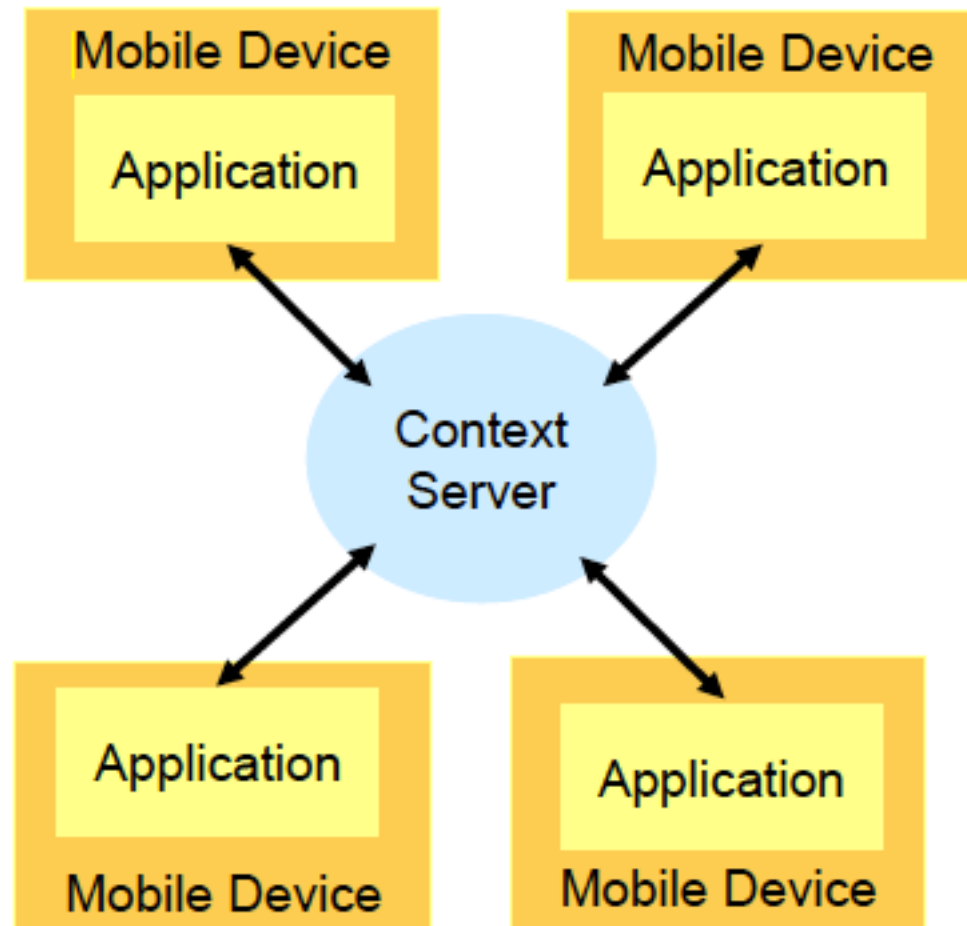 Mobile Device
Application
Mobile Device
Application
Context
Server
Application
Mobile Device
Application
Mobile Device